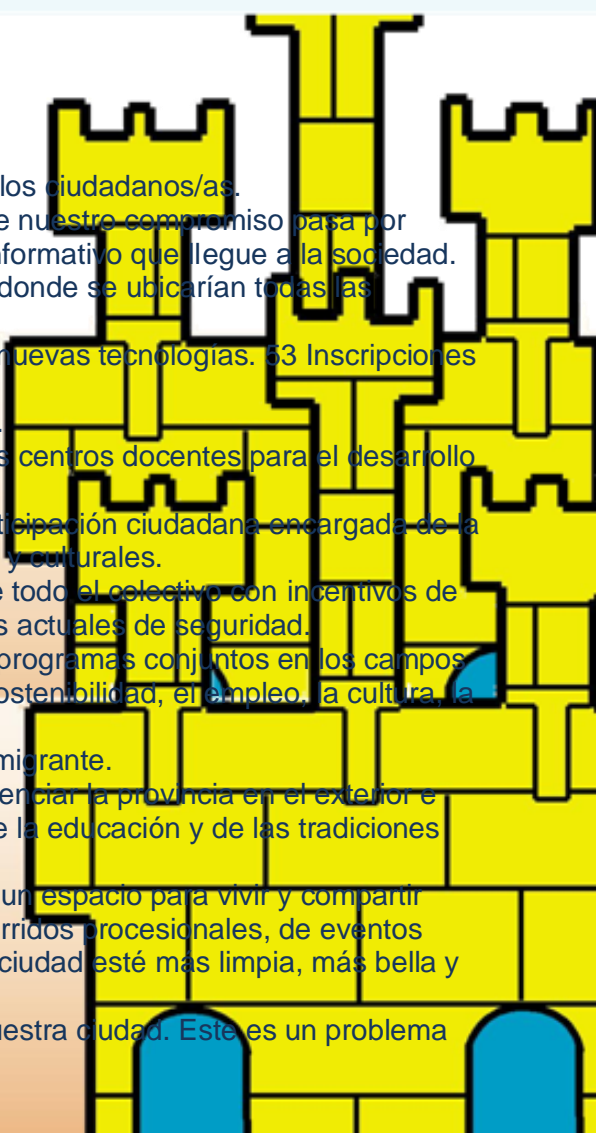 los ciudadanos/as.
e nuestro compromiso pasa por
nformativo que llegue a la sociedad.
donde se ubicarían todas las
nuevas tecnologías. 53 Inscripciones
.
s centros docentes para el desarrollo
ticipación ciudadana encargada de la
y culturales.
e todo el colectivo con incentivos de
s actuales de seguridad.
programas conjuntos en los campos
ostenibilidad, el empleo, la cultura, la
migrante.
enciar la provincia en el exterior e
e la educación y de las tradiciones
un espacio para vivir y compartir
rridos procesionales, de eventos
ciudad esté más limpia, más bella y
uestra ciudad. Este es un problema